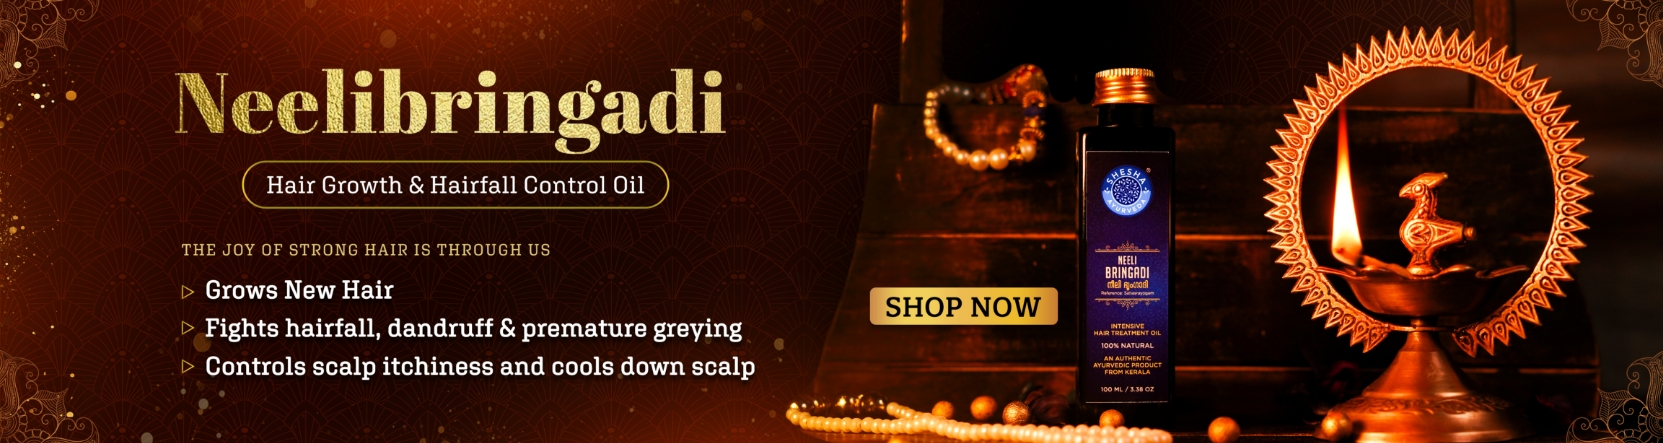 Neelibringadi
Hair Growth & Hairfall Control Oil
THE JOY OF STRONG HAIR IS THROUGH US
Grows New Hair
Fights hairfall, dandruff & premature greying
Controls scalp itchiness and cools down scalp
SHOP NOW
SHESHA
AYURVEDA
®
NEELI
BRINGADI
നീലി ഭൃംഗാദി
Reference: Sahasrayogam
INTENSIVE
HAIR TREATMENT OIL
100% NATURAL
AN AUTHENTIC
AYURVEDIC PRODUCT
FROM KERALA
100 ML / 3.38 OZ